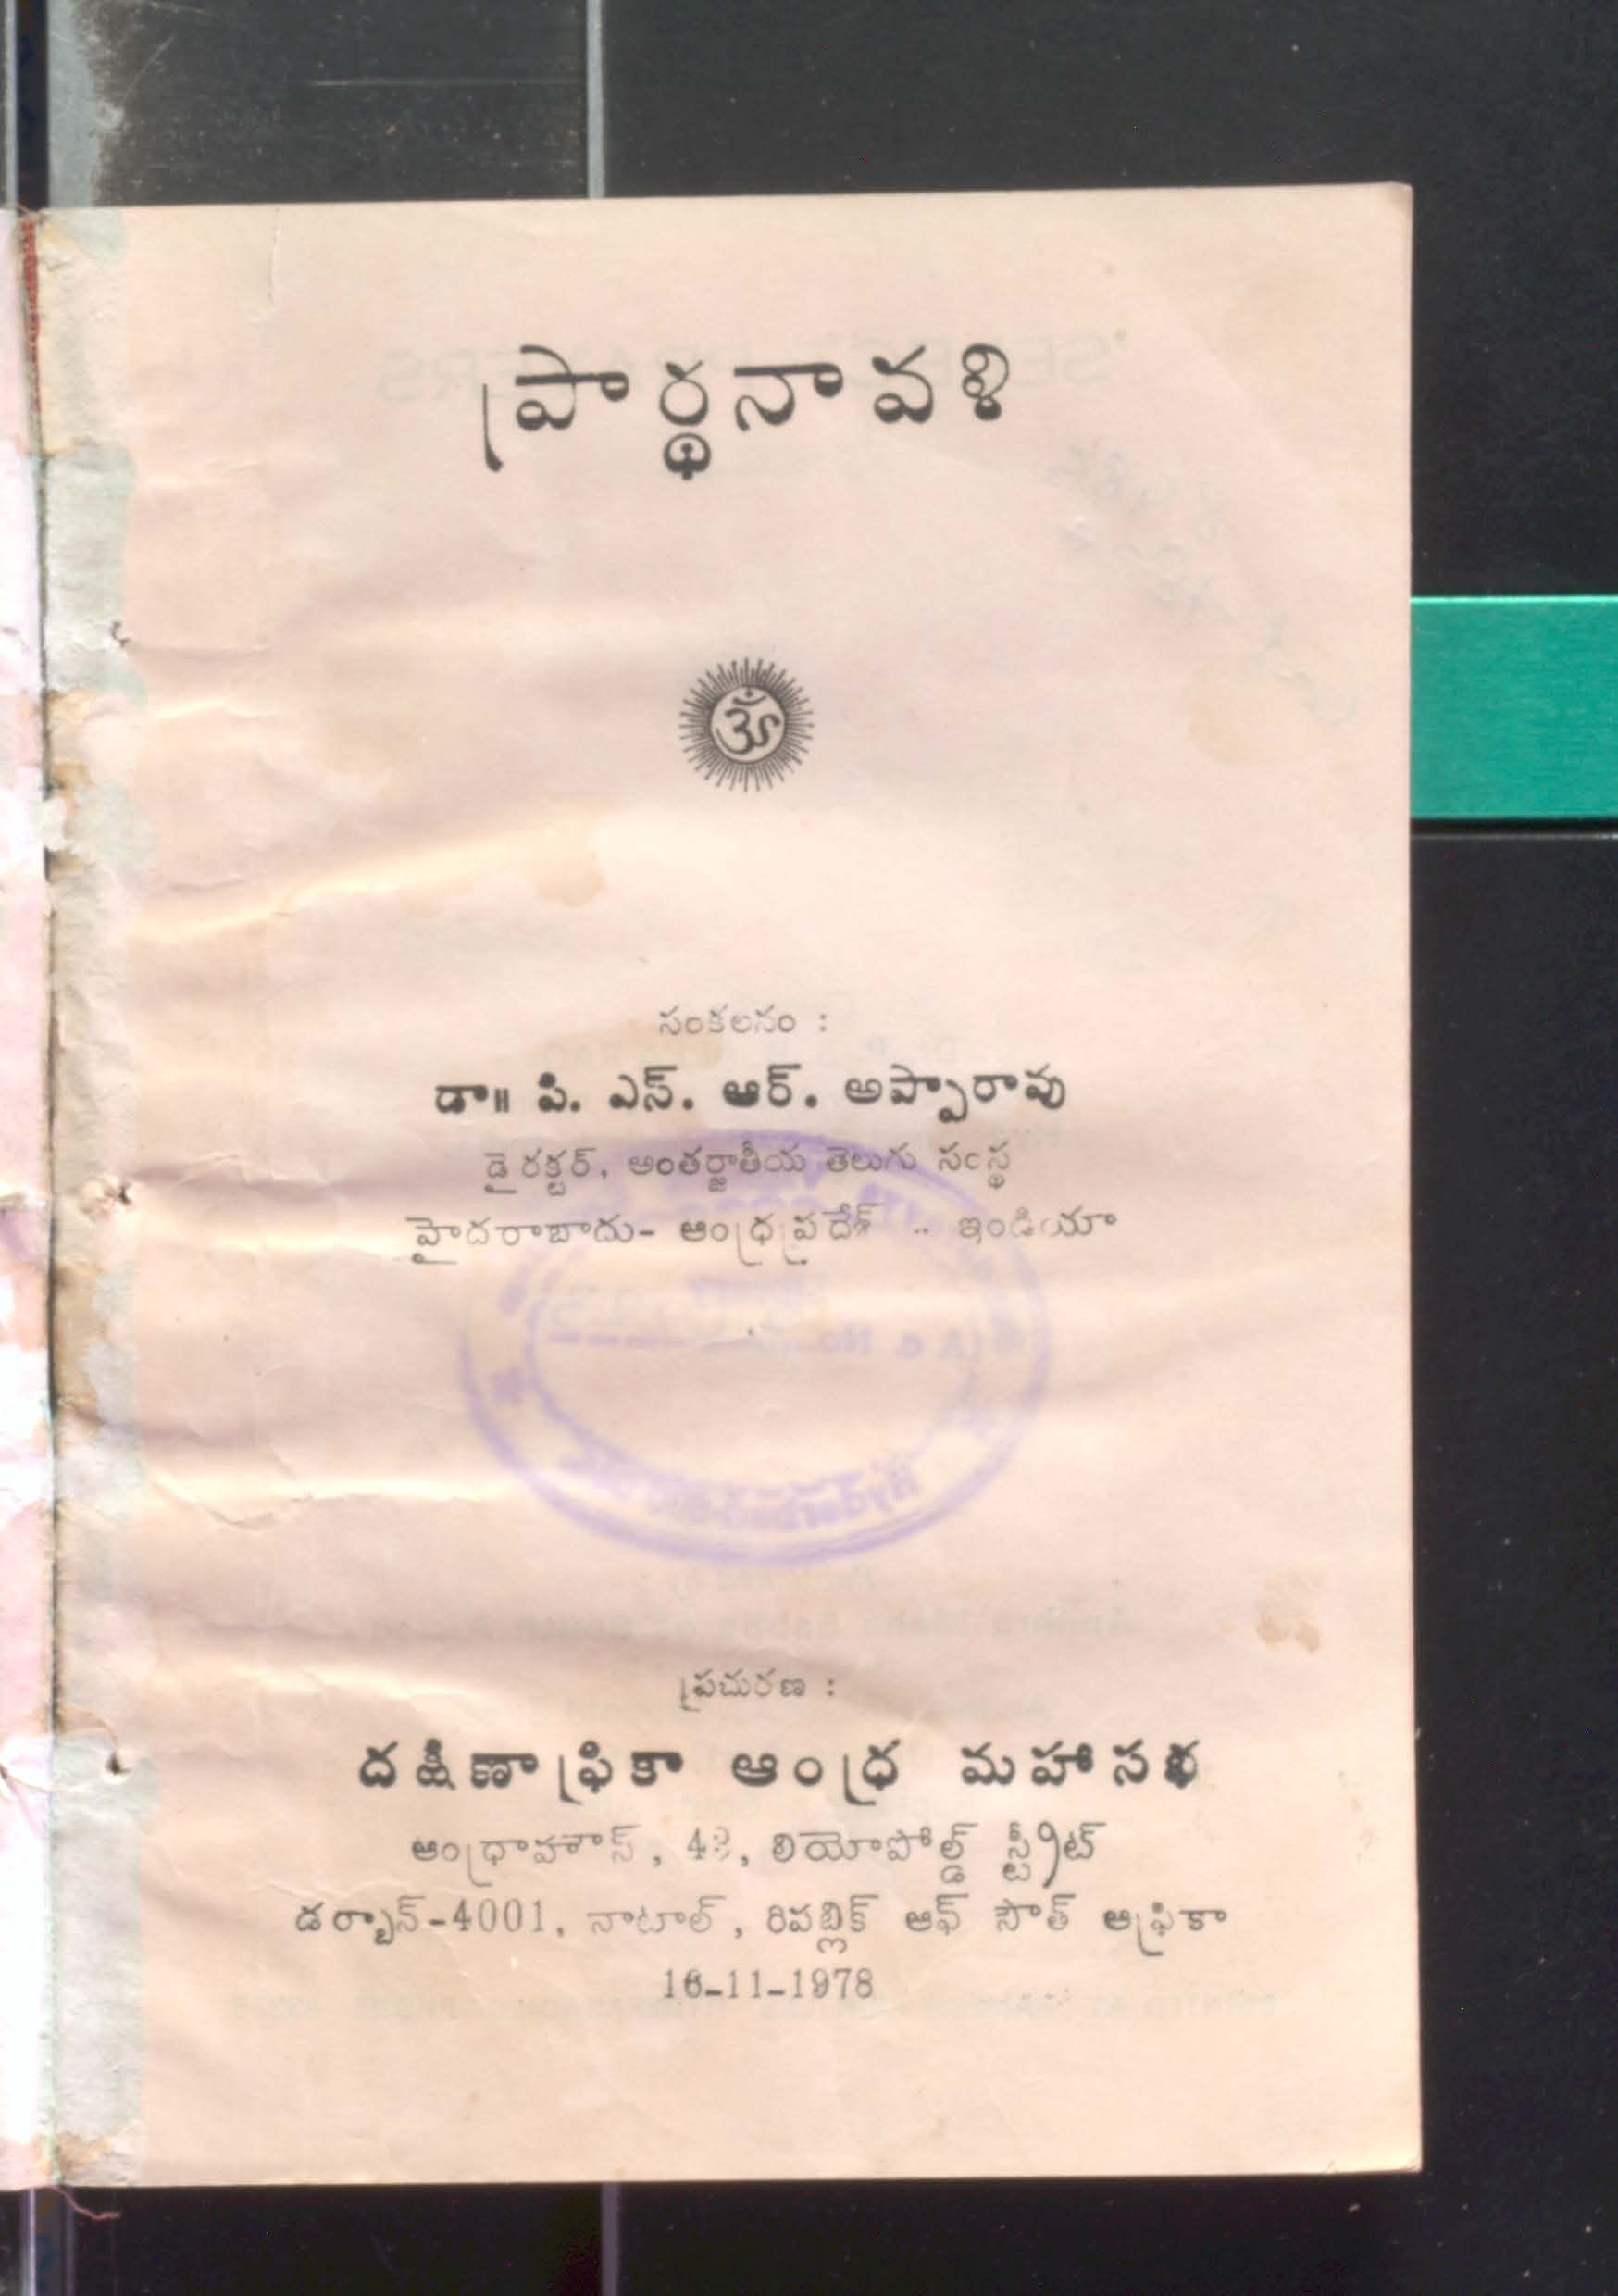 ప్రార్థనావళి
ॐ
సంకలనం :
డా॥ పి. ఎస్. ఆర్. అప్పారావు
డైరక్టర్, అంతర్జాతీయ తెలుగు సంస్థ
హైదరాబాదు- ఆంధ్రప్రదేశ్ - ఇండియా
ప్రచురణ :
దక్షిణాఫ్రికా ఆంధ్ర మహాసభ
ఆంధ్రాహౌస్, లియోపోల్డ్ స్ట్రీట్
డర్బాన్-4001, నాటాల్, రిపబ్లిక్ ఆఫ్ సౌత్ ఆఫ్రికా
16-11-1978